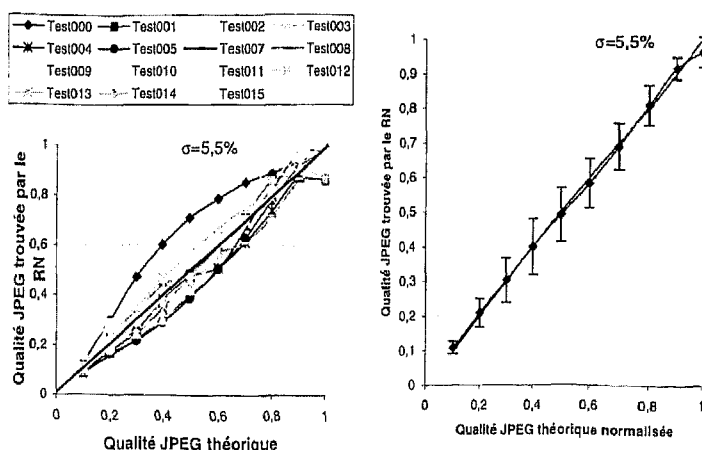 Test000 Test001 Test002 Test003
Test004 Test005 Test007 Test008
Test009 Test010 Test011 Test012
Test013 Test014 Test015
σ=5,5%
Qualité JPEG trouvée par le RN
1
0,8
0,6
0,4
0,2
0
0 0,2 0,4 0,6 0,8 1
Qualité JPEG théorique
σ=5,5%
Qualité JPEG trouvée par le RN
1
0,9
0,8
0,7
0,6
0,5
0,4
0,3
0,2
0,1
0
0 0,2 0,4 0,6 0,8 1
Qualité JPEG théorique normalisée